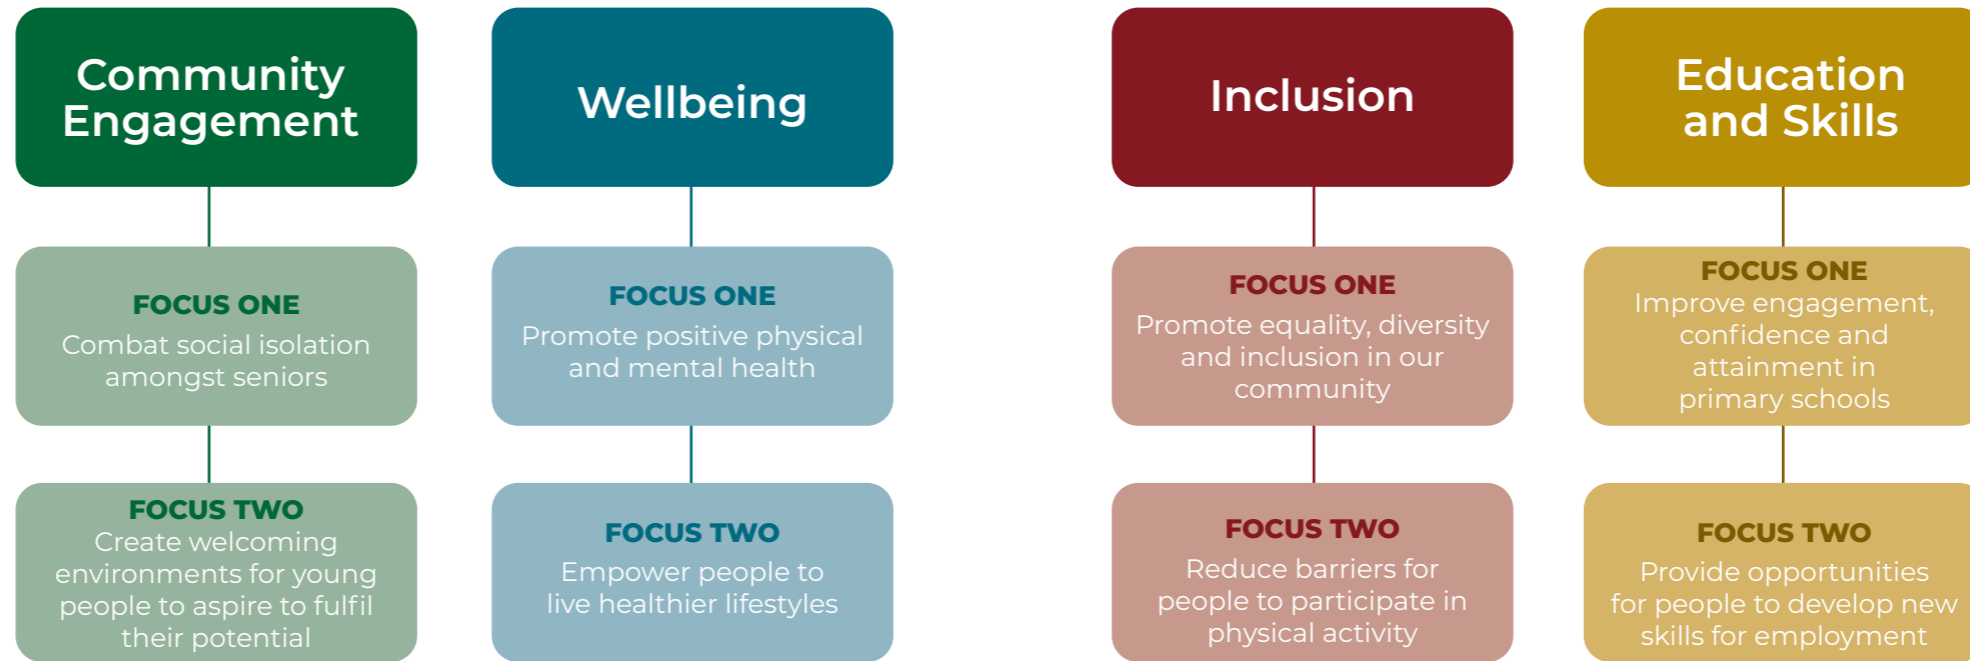 Community
Engagement
FOCUS ONE
Combat social isolation
amongst seniors
FOCUS TWO
Create welcoming
environments for young
people to aspire to fulfil
their potential
Wellbeing
FOCUS ONE
Promote positive physical
and mental health
FOCUS TWO
Empower people to
live healthier lifestyles
Inclusion
FOCUS ONE
Promote equality, diversity
and inclusion in our
community
FOCUS TWO
Reduce barriers for
people to participate in
physical activity
Education
and Skills
FOCUS ONE
Improve engagement,
confidence and
attainment in
primary schools
FOCUS TWO
Provide opportunities
for people to develop new
skills for employment